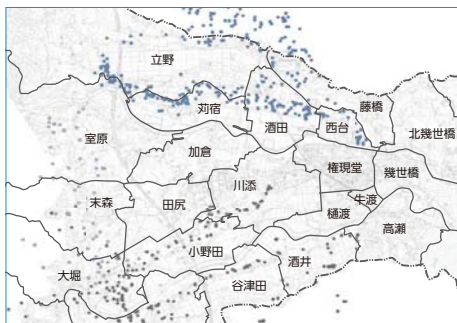 立野
藤橋
苅宿
酒田
西台
北幾世橋
室原
加倉
権現堂
幾世橋
川添
末森
田尻
牛渡
樋渡
高瀬
小野田
酒井
大堀
谷津田